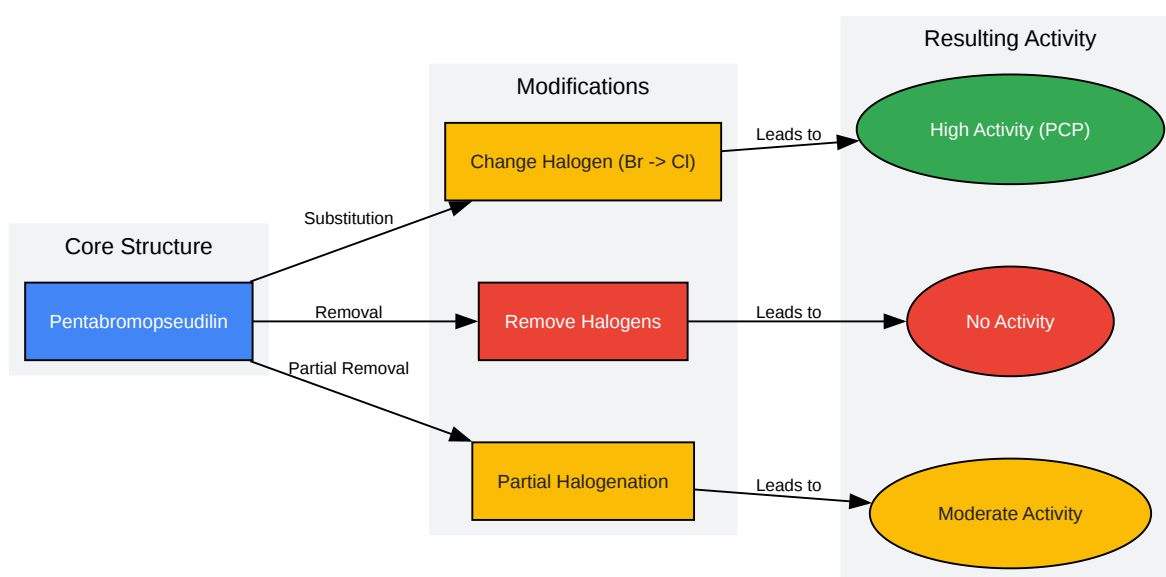 Core Structure
Pentabromopseudilin
Substitution
Removal
Partial Removal
Modifications
Change Halogen (Br -> Cl)
Remove Halogens
Partial Halogenation
Leads to
Leads to
Leads to
Resulting Activity
High Activity (PCP)
No Activity
Moderate Activity